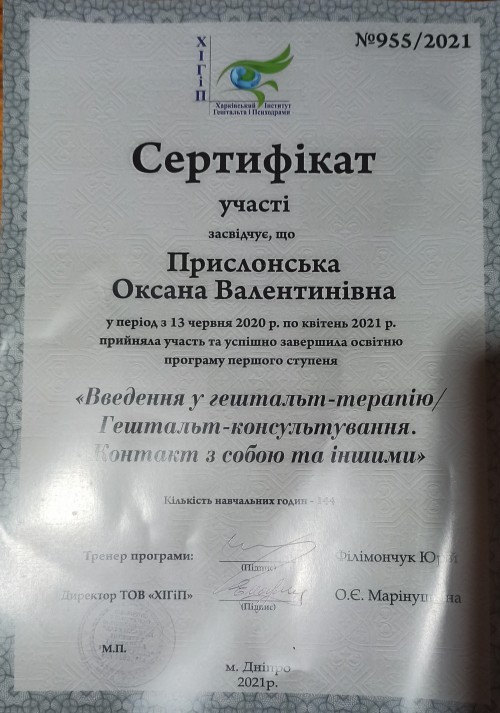 №955/2021
ХІГіП
Харківський Інститут
Гештальта і Психодрами
Сертифікат
участі
засвідчує, що
Прислонська
Оксана Валентинівна
у період з 13 червня 2020 р. по квітень 2021 р.
прийняла участь та успішно завершила освітню
програму першого ступеня
«Введення у гештальт-терапію/
Гештальт-консультування.
Контакт з собою та іншими»
Кількість навчальних годин -
Тренер програми:
Філімончук Юрій
(Підпис)
Директор ТОВ «ХІГіП»
О.Є.
(Підпис)
М.П.
м. Дніпро
2021р.